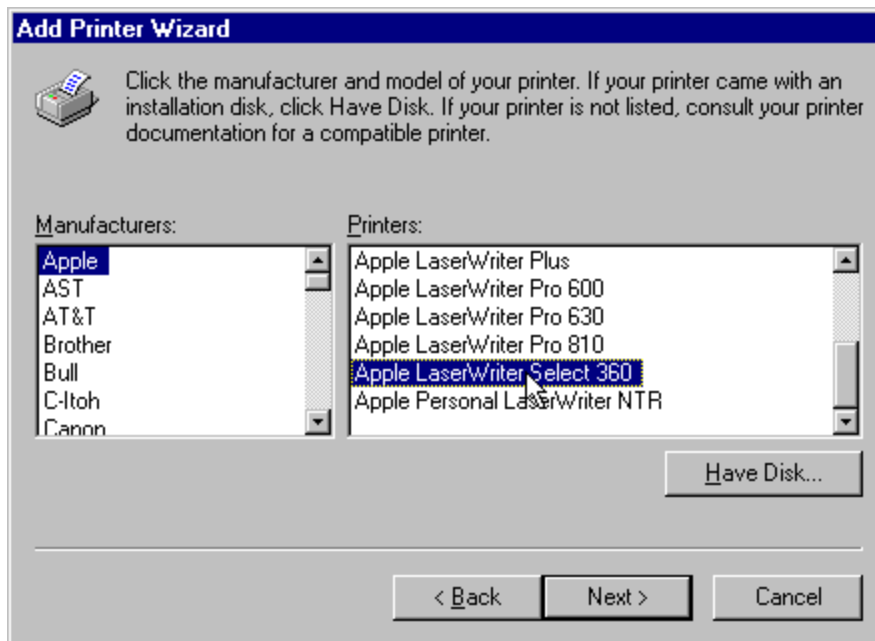 Add Printer Wizard
Click the manufacturer and model of your printer. If your printer came with an
installation disk, click Have Disk. If your printer is not listed, consult your printer
documentation for a compatible printer.
Manufacturers:
Apple
AST
AT&T
Brother
Bull
C-Itoh
Canon
Printers:
Apple LaserWriter Plus
Apple LaserWriter Pro 600
Apple LaserWriter Pro 630
Apple LaserWriter Pro 810
Apple LaserWriter Select 360
Apple Personal LaserWriter NTR
Have Disk...
< Back
Next >
Cancel